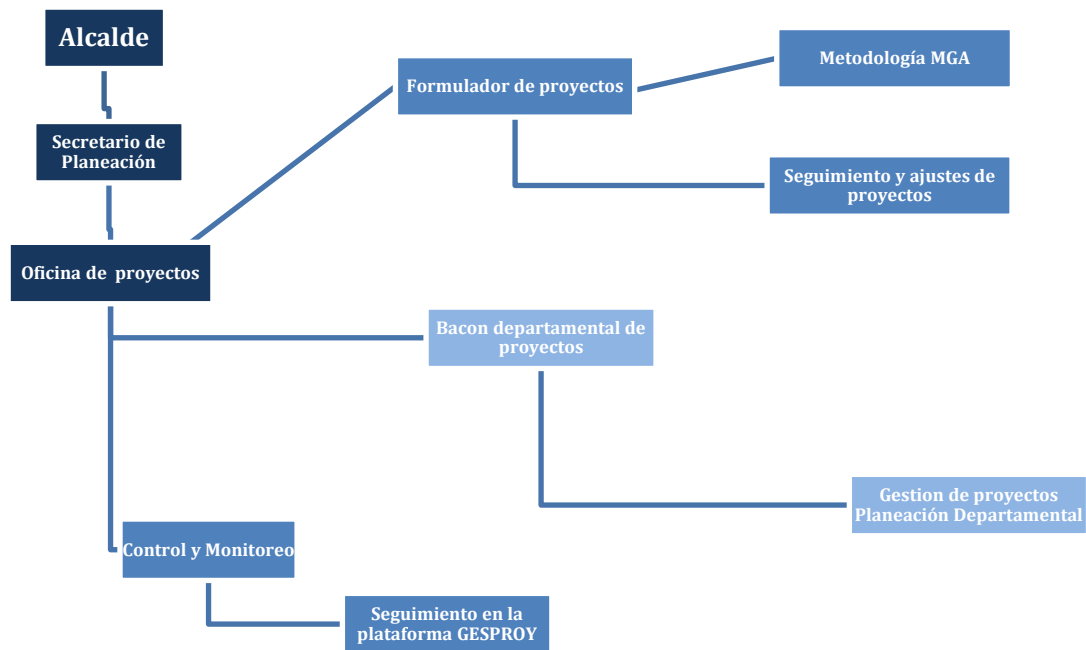 Alcalde
Metodología MGA
Formulador de proyectos
Secretario de
Planeación
Seguimiento y ajustes de
proyectos
Oficina de proyectos
Bacon departamental de
proyectos
Gestion de proyectos
Planeación Departamental
Control y Monitoreo
Seguimiento en la
plataforma GESPROY